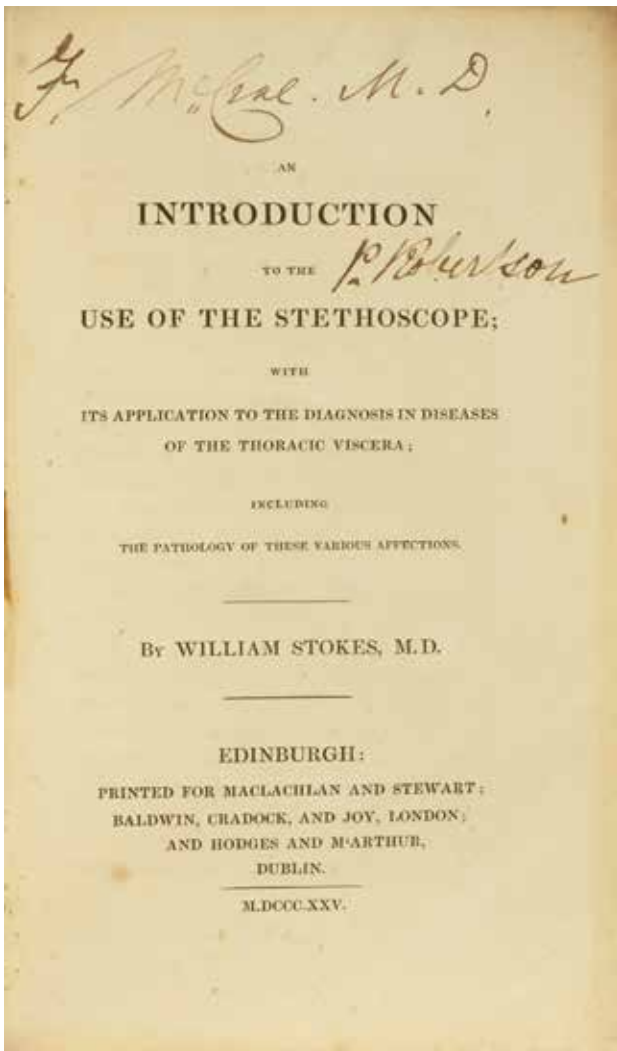 F. M. D.
AN
INTRODUCTION
TO THE
P. Robertson
USE OF THE STETHOSCOPE;
WITH
ITS APPLICATION TO THE DIAGNOSIS IN DISEASES
OF THE THORACIC VISCERA;
INCLUDING
THE PATHOLOGY OF THESE VARIOUS AFFECTIONS.
By WILLIAM STOKES, M.D.
EDINBURGH:
PRINTED FOR MACLACHLAN AND STEWART;
BALDWIN, CRADOCK, AND JOY, LONDON;
AND HODGES AND M‘ARTHUR,
DUBLIN.
M.DCCC.XXV.